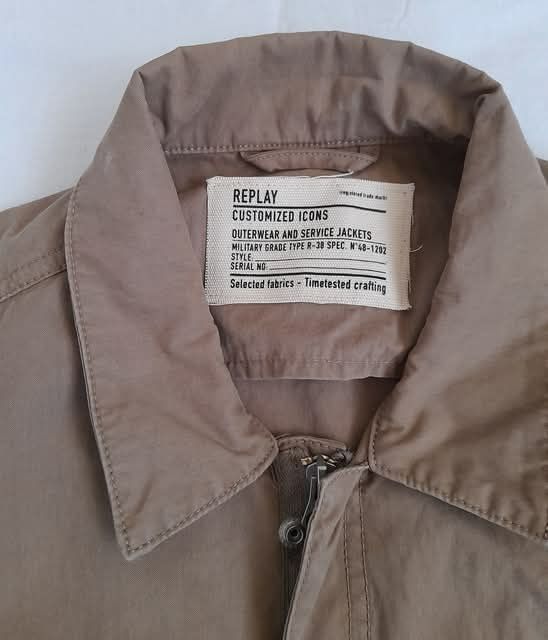 REPLAY
(registered trade mark)
CUSTOMIZED ICONS
OUTERWEAR AND SERVICE JACKETS
MILITARY GRADE TYPE R-38 SPEC. N°48-1202
STYLE:
SERIAL NO:
Selected fabrics - Timetested crafting